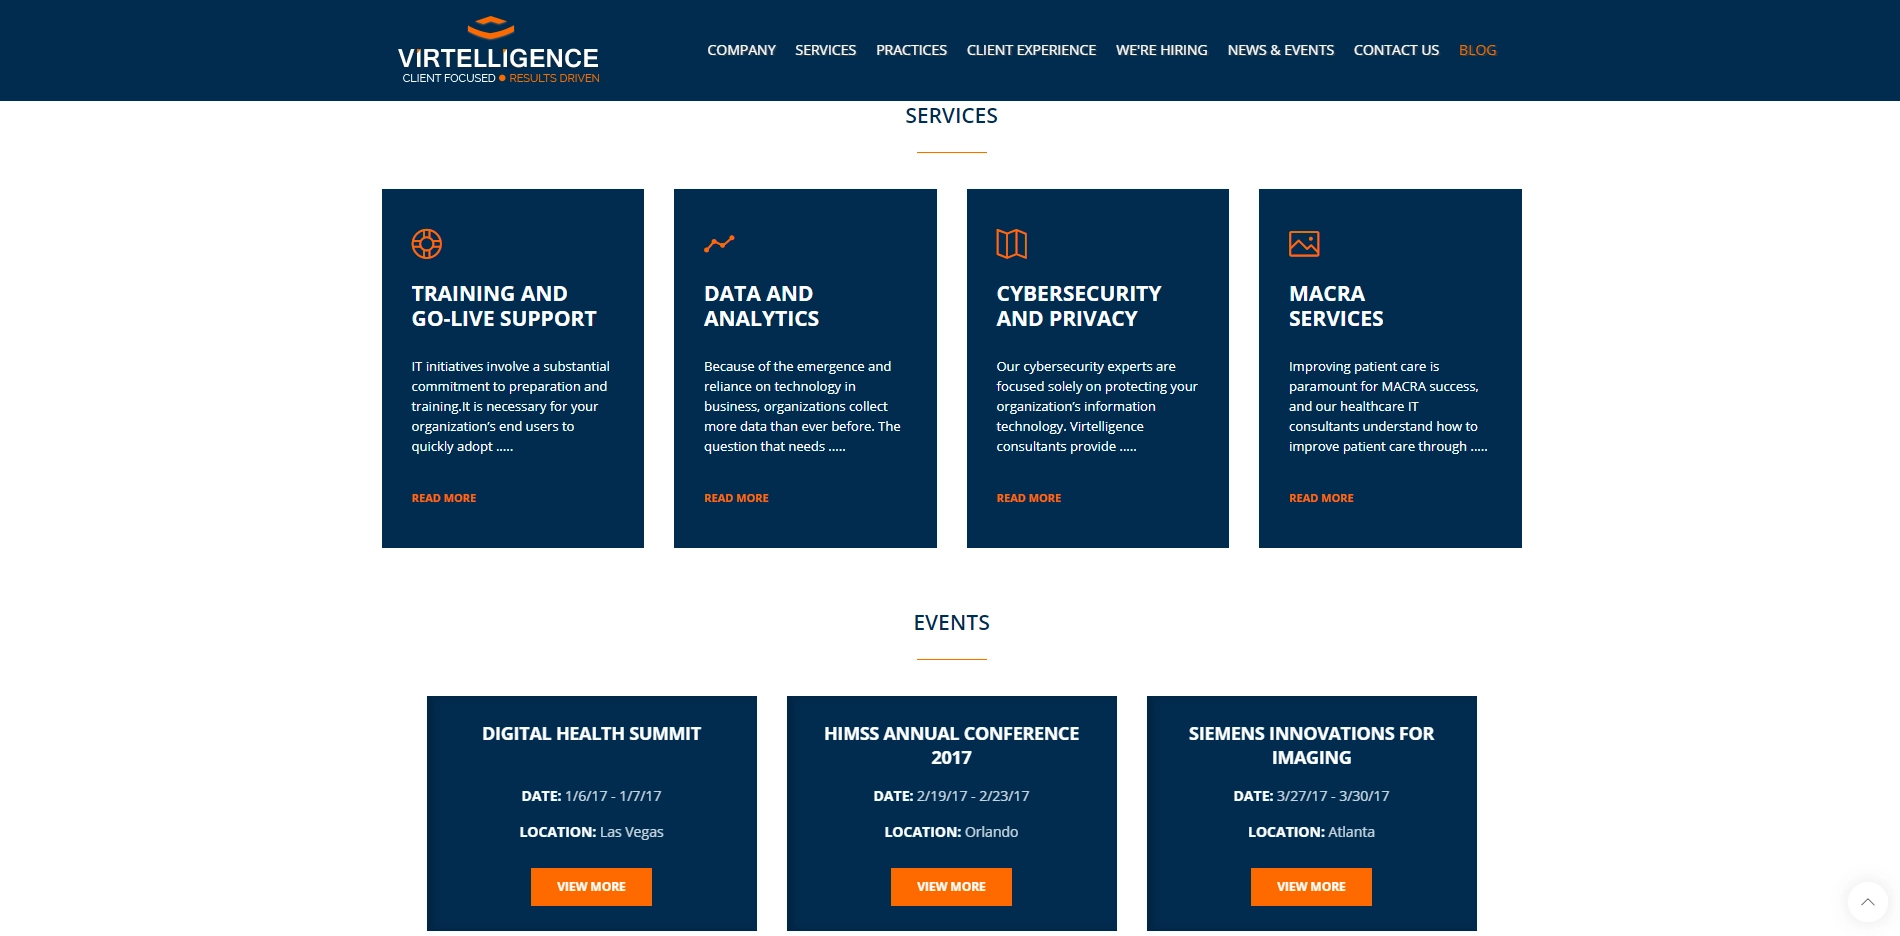 VIRTELLIGENCE
CLIENT FOCUSED • RESULTS DRIVEN
COMPANY SERVICES PRACTICES CLIENT EXPERIENCE WE'RE HIRING NEWS & EVENTS CONTACT US BLOG
SERVICES
TRAINING AND
GO-LIVE SUPPORT
IT initiatives involve a substantial
commitment to preparation and
training.It is necessary for your
organization’s end users to
quickly adopt .....
READ MORE
DATA AND
ANALYTICS
Because of the emergence and
reliance on technology in
business, organizations collect
more data than ever before. The
question that needs .....
READ MORE
CYBERSECURITY
AND PRIVACY
Our cybersecurity experts are
focused solely on protecting your
organization’s information
technology. Virtelligence
consultants provide .....
READ MORE
MACRA
SERVICES
Improving patient care is
paramount for MACRA success,
and our healthcare IT
consultants understand how to
improve patient care through .....
READ MORE
EVENTS
DIGITAL HEALTH SUMMIT
DATE: 1/6/17 - 1/7/17
LOCATION: Las Vegas
VIEW MORE
HIMSS ANNUAL CONFERENCE
2017
DATE: 2/19/17 - 2/23/17
LOCATION: Orlando
VIEW MORE
SIEMENS INNOVATIONS FOR
IMAGING
DATE: 3/27/17 - 3/30/17
LOCATION: Atlanta
VIEW MORE